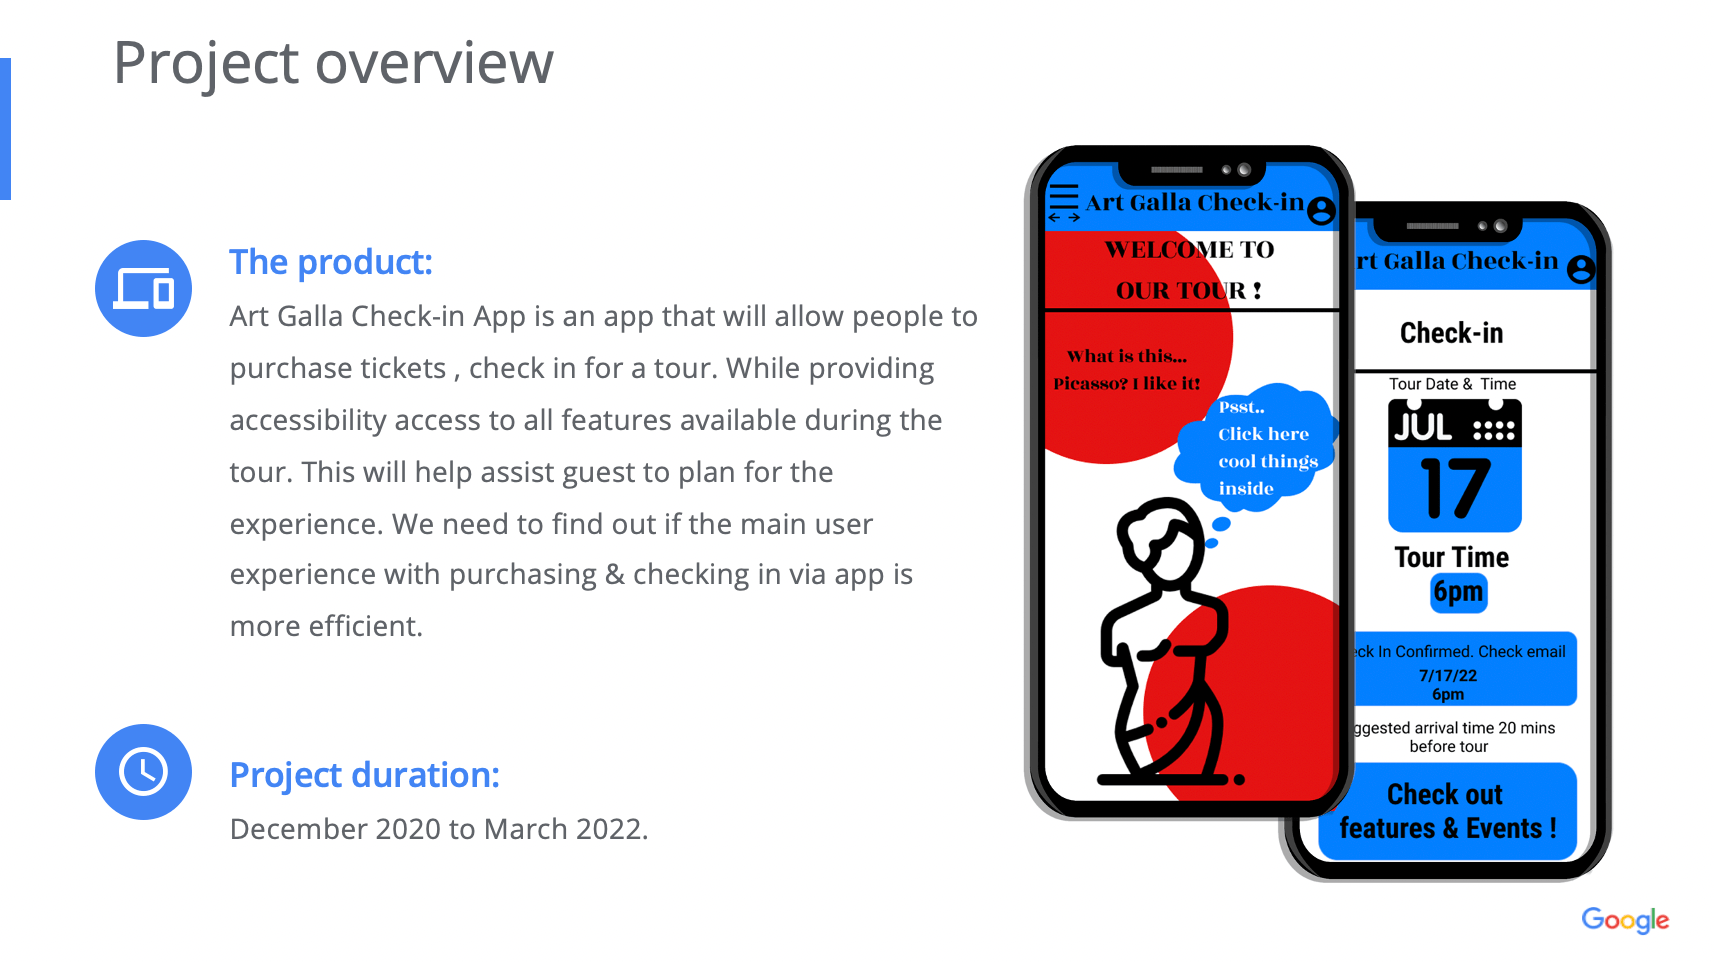 Project overview
The product:
Art Galla Check-in App is an app that will allow people to
purchase tickets , check in for a tour. While providing
accessibility access to all features available during the
tour. This will help assist guest to plan for the
experience. We need to find out if the main user
experience with purchasing & checking in via app is
more efficient.
Project duration:
December 2020 to March 2022.
Art Galla Check-in
WELCOME TO
OUR TOUR !
What is this...
Picasso? I like it!
Psst..
Click here
cool things
inside
rt Galla Check-in
Check-in
Tour Date & Time
JUL
17
Tour Time
6pm
eck In Confirmed. Check email
7/17/22
6pm
ggested arrival time 20 mins
before tour
Check out
features & Events !
Google